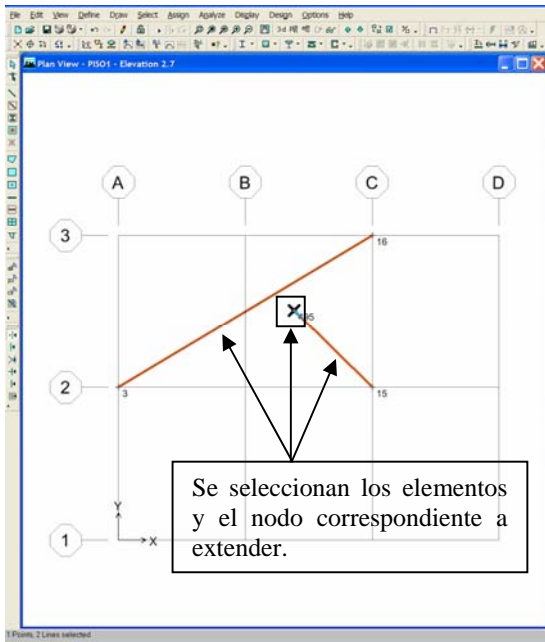 File Edit View Define Draw Select Assign Analyze Display Design Options Help
Plan View - PISO1 - Elevation 2.7
A B C D
3
16
2
3
15
Se seleccionan los elementos
y el nodo correspondiente a
extender.
Y
X
1
1 Points, 2 Lines selected